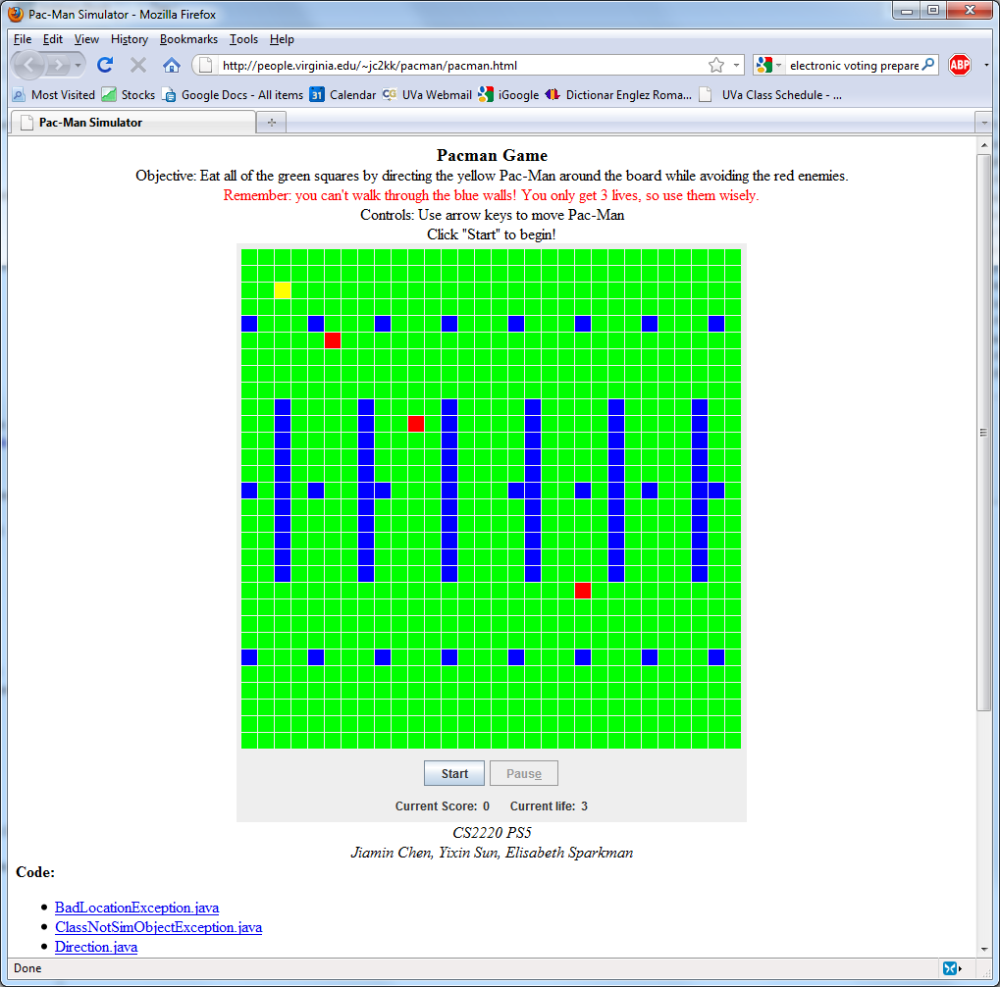 Pac-Man Simulator - Mozilla Firefox
File Edit View History Bookmarks Tools Help
http://people.virginia.edu/~jc2kk/pacman/pacman.html
electronic voting prepare
ABP
Most Visited Stocks Google Docs - All items 31 Calendar CG UVa Webmail iGoogle Dictionar Englez Roma... UVa Class Schedule - ...
Pac-Man Simulator
Pacman Game
Objective: Eat all of the green squares by directing the yellow Pac-Man around the board while avoiding the red enemies.
Remember: you can't walk through the blue walls! You only get 3 lives, so use them wisely.
Controls: Use arrow keys to move Pac-Man
Click "Start" to begin!
Start Pause
Current Score: 0 Current life: 3
CS2220 PS5
Jiamin Chen, Yixin Sun, Elisabeth Sparkman
Code:
BadLocationException.java
ClassNotSimObjectException.java
Direction.java
Done